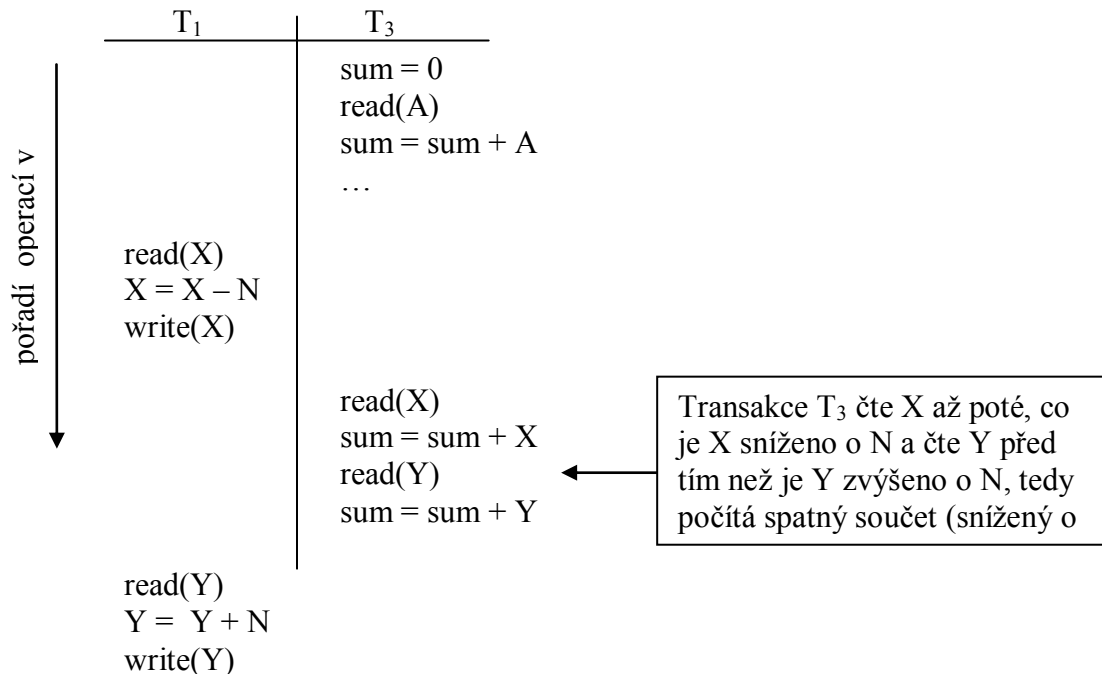 T₁ T₃
sum = 0
read(A)
sum = sum + A
…
read(X)
X = X – N
write(X)
read(X)
sum = sum + X
read(Y)
sum = sum + Y
read(Y)
Y = Y + N
write(Y)
pořadí operací v
Transakce T₃ čte X až poté, co
je X sníženo o N a čte Y před
tím než je Y zvýšeno o N, tedy
počítá spatný součet (snížený o